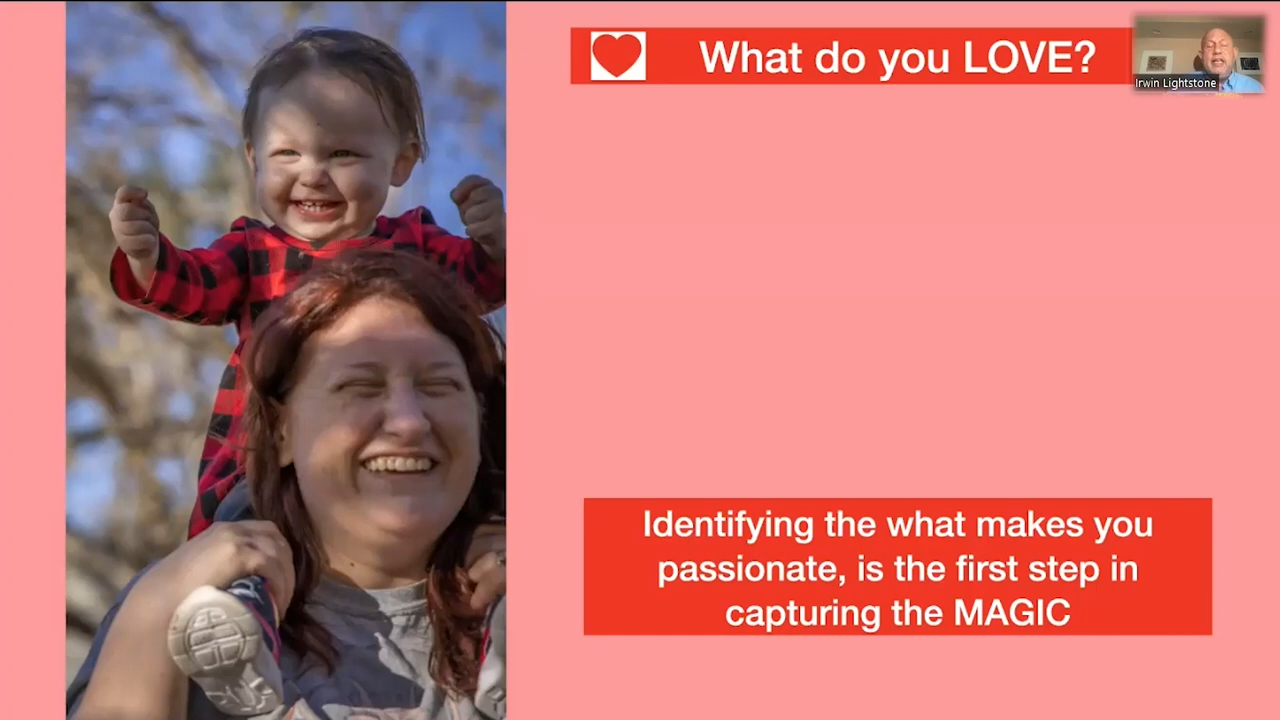 What do you LOVE?
Irwin Lightstone
Identifying the what makes you
passionate, is the first step in
capturing the MAGIC